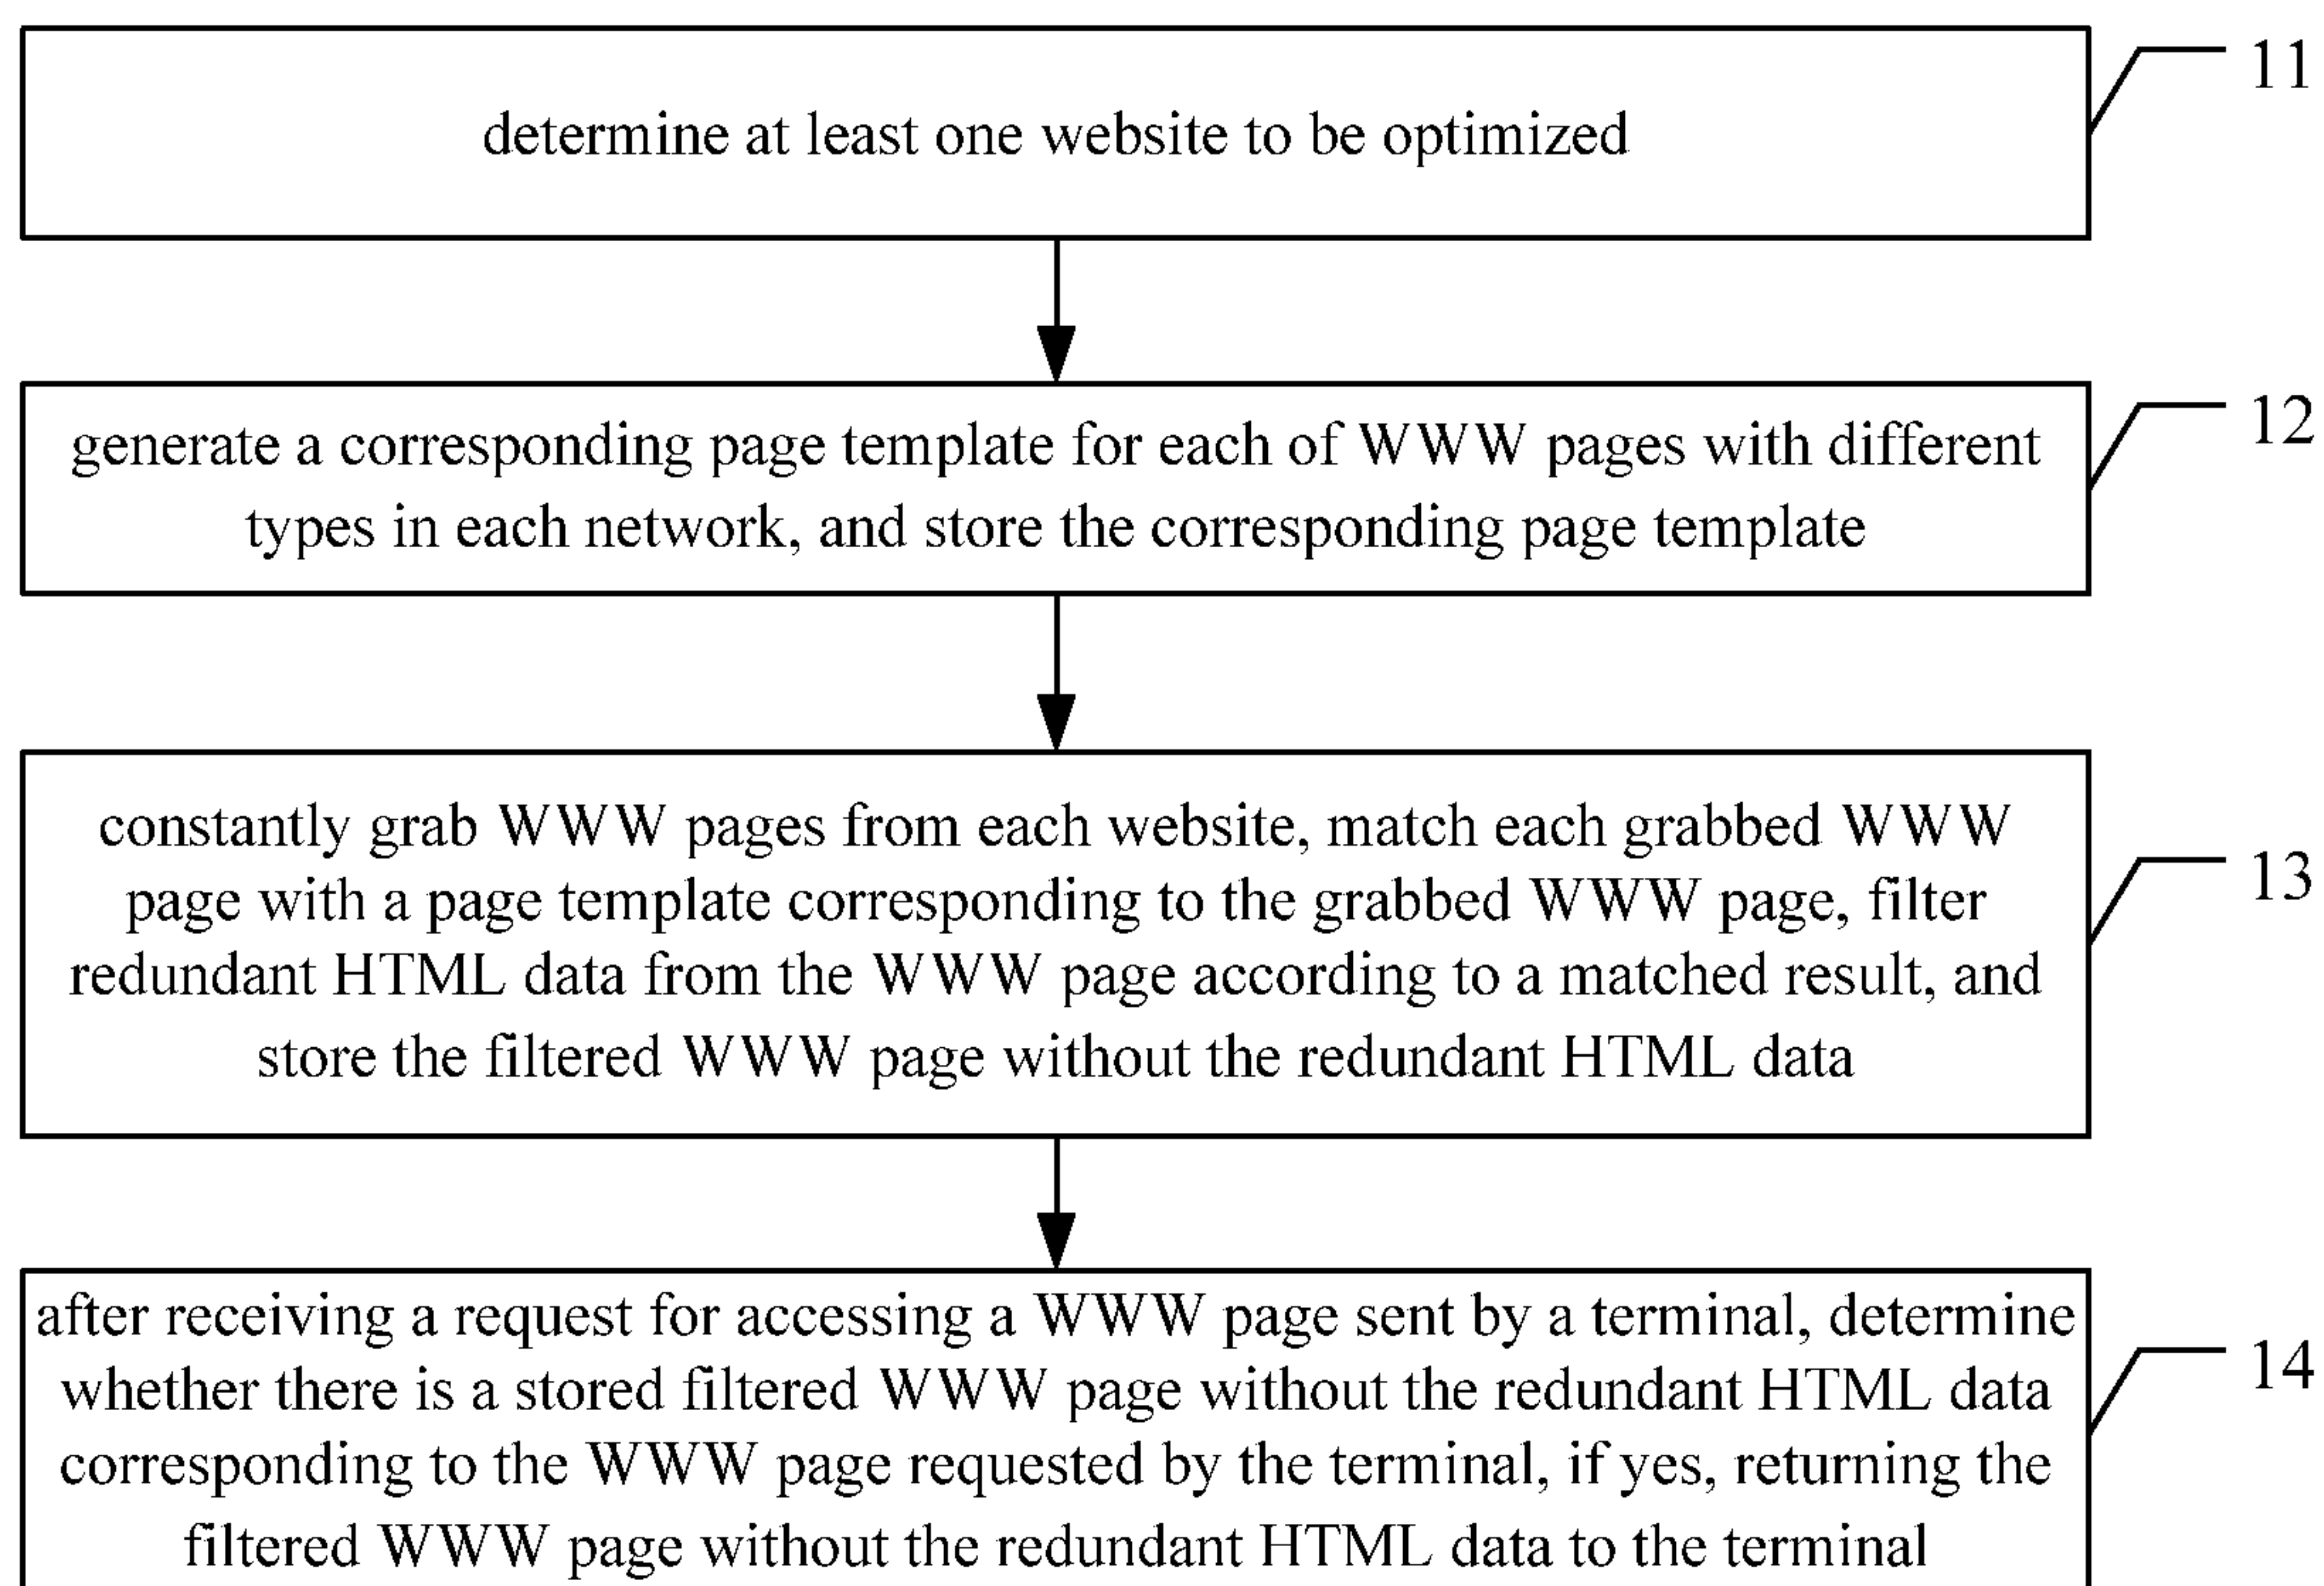 determine at least one website to be optimized
11
generate a corresponding page template for each of WWW pages with different
types in each network, and store the corresponding page template
12
constantly grab WWW pages from each website, match each grabbed WWW
page with a page template corresponding to the grabbed WWW page, filter
redundant HTML data from the WWW page according to a matched result, and
store the filtered WWW page without the redundant HTML data
13
after receiving a request for accessing a WWW page sent by a terminal, determine
whether there is a stored filtered WWW page without the redundant HTML data
corresponding to the WWW page requested by the terminal, if yes, returning the
filtered WWW page without the redundant HTML data to the terminal
14